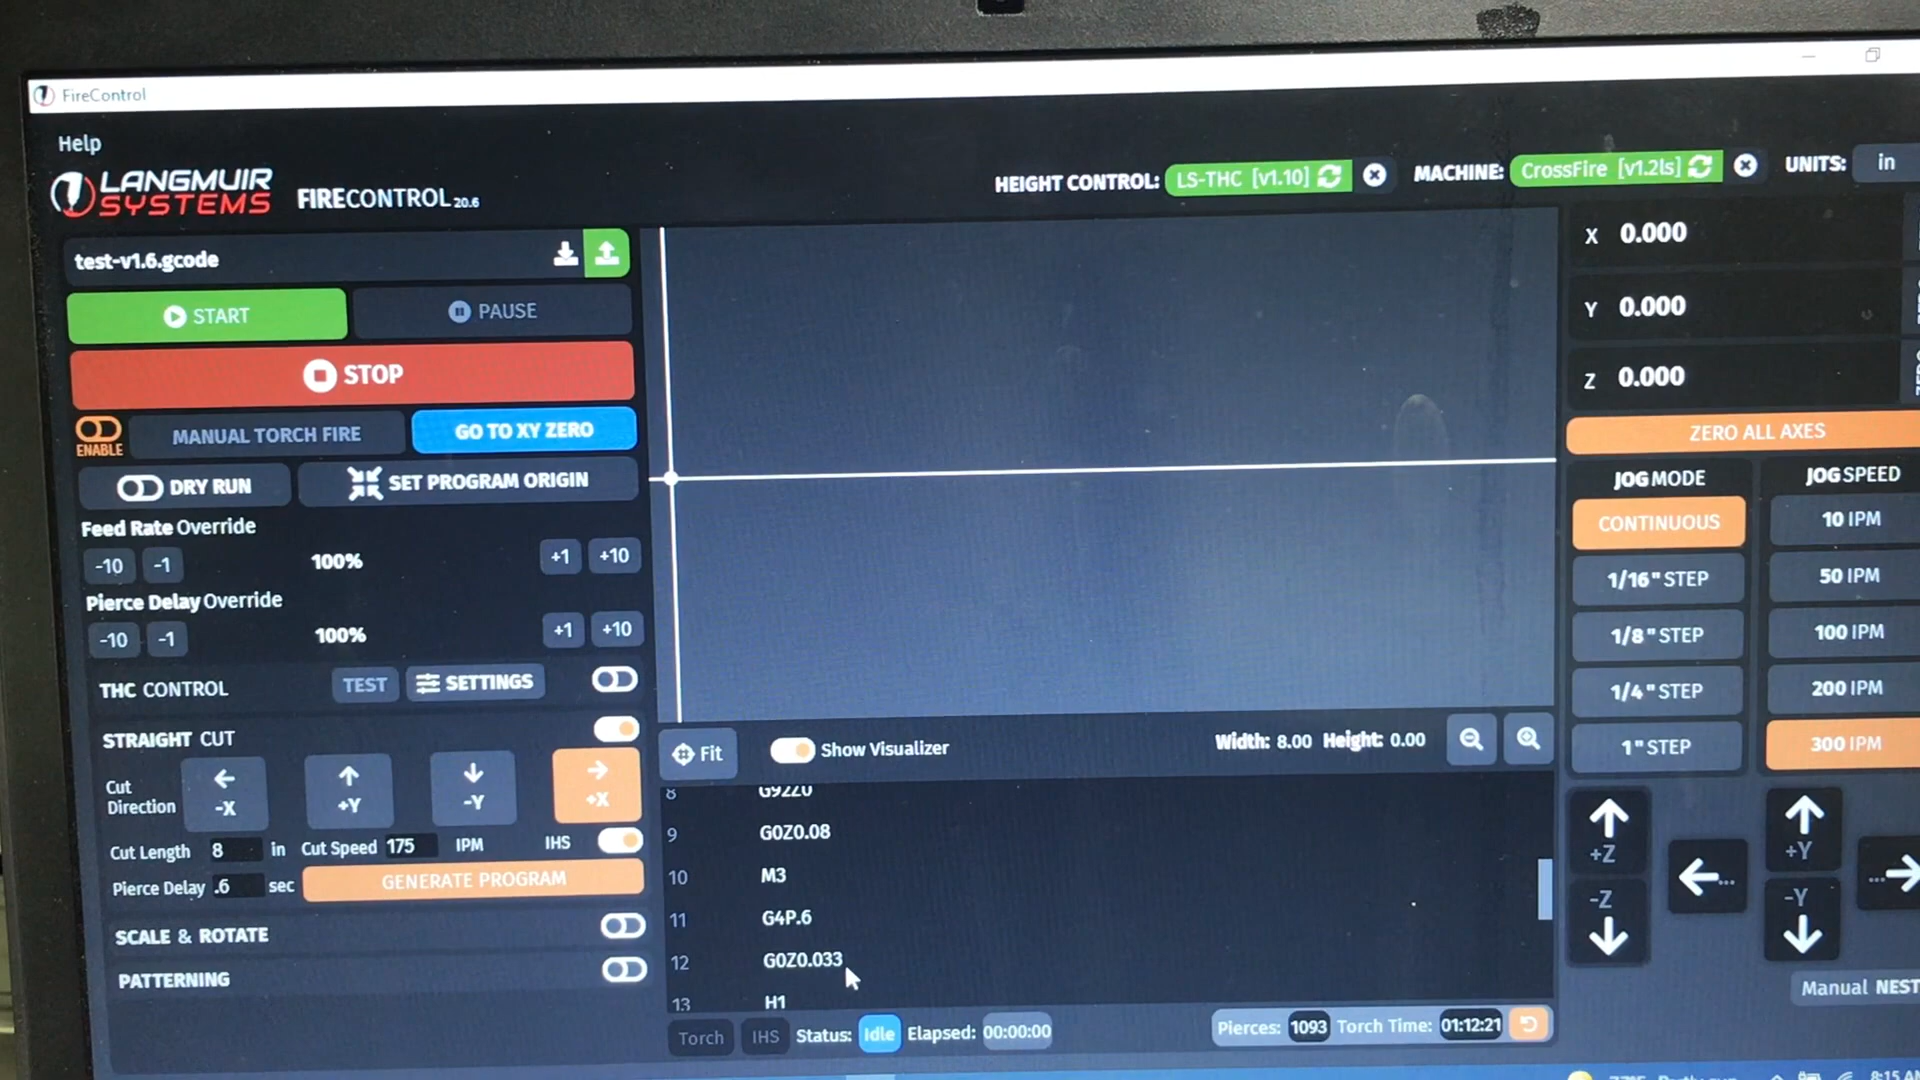 FireControl
Help
LANGMUIR
SYSTEMS
FIRECONTROL 20.6
HEIGHT CONTROL: LS-THC [v1.10]
MACHINE: CrossFire [v1.2ls]
UNITS: in
test-v1.6.gcode
START
PAUSE
STOP
ENABLE
MANUAL TORCH FIRE
GO TO XY ZERO
DRY RUN
SET PROGRAM ORIGIN
Feed Rate Override
-10 -1 100% +1 +10
Pierce Delay Override
-10 -1 100% +1 +10
THC CONTROL TEST SETTINGS
STRAIGHT CUT
Cut
Direction
-X +Y -Y +X
Cut Length 8 in Cut Speed 175 IPM IHS
Pierce Delay .6 sec GENERATE PROGRAM
SCALE & ROTATE
PATTERNING
Fit
Show Visualizer
Width: 8.00 Height: 0.00
8 G92Z0
9 G0Z0.08
10 M3
11 G4P.6
12 G0Z0.033
13 H1
Torch IHS Status: Idle Elapsed: 00:00:00
Pierces: 1093 Torch Time: 01:12:21
X 0.000
Y 0.000
Z 0.000
ZERO ALL AXES
JOG MODE
CONTINUOUS
1/16" STEP
1/8" STEP
1/4" STEP
1" STEP
JOG SPEED
10 IPM
50 IPM
100 IPM
200 IPM
300 IPM
+Z
-Z
+Y
-Y
Manual NEST